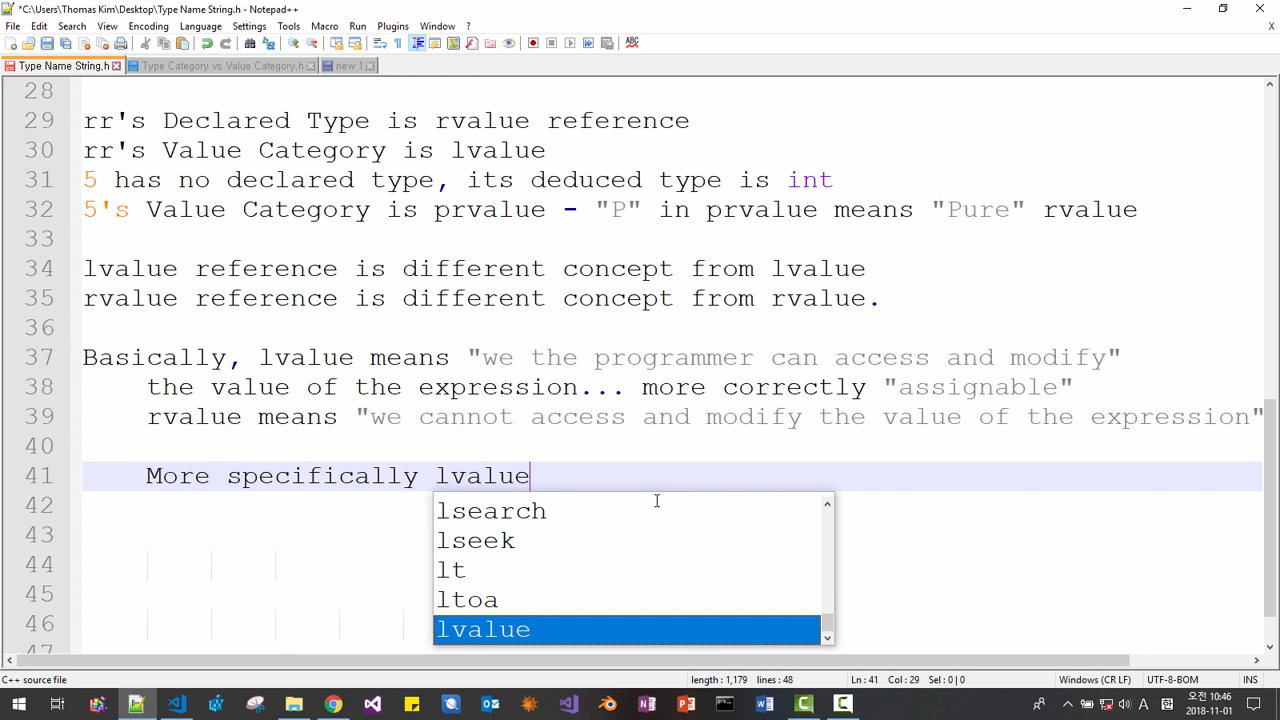 *C:\Users\Thomas Kim\Desktop\Type Name String.h - Notepad++
File Edit Search View Encoding Language Settings Tools Macro Run Plugins Window ?
Type Name String.h Type Category vs Value Category.h new 1
28
29 rr's Declared Type is rvalue reference
30 rr's Value Category is lvalue
31 5 has no declared type, its deduced type is int
32 5's Value Category is prvalue - "P" in prvalue means "Pure" rvalue
33
34 lvalue reference is different concept from lvalue
35 rvalue reference is different concept from rvalue.
36
37 Basically, lvalue means "we the programmer can access and modify"
38 the value of the expression... more correctly "assignable"
39 rvalue means "we cannot access and modify the value of the expression"
40
41 More specifically lvalue
42 lsearch
43 lseek
44 lt
45 ltoa
46 lvalue
47
C++ source file length : 1,179 lines : 48 Ln : 41 Col : 29 Sel : 0 | 0 Windows (CR LF) UTF-8-BOM INS
오전 10:46
2018-11-01